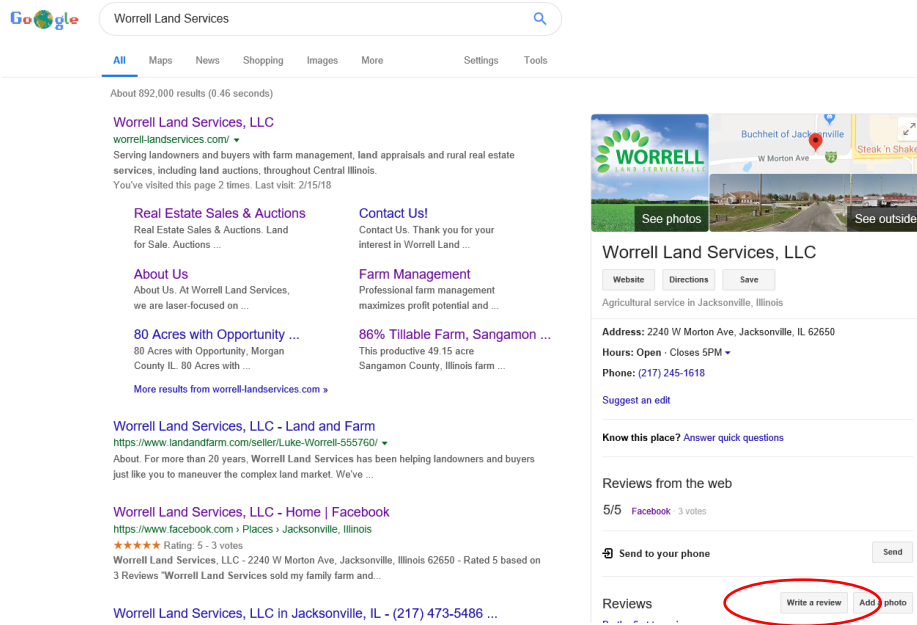 Google
Worrell Land Services
All Maps News Shopping Images More Settings Tools
About 892,000 results (0.46 seconds)
Worrell Land Services, LLC
worrell-landservices.com/
Serving landowners and buyers with farm management, land appraisals and rural real estate
services, including land auctions, throughout Central Illinois.
You've visited this page 2 times. Last visit: 2/15/18
Real Estate Sales & Auctions
Real Estate Sales & Auctions. Land
for Sale. Auctions ...
Contact Us!
Contact Us. Thank you for your
interest in Worrell Land ...
About Us
About Us. At Worrell Land Services,
we are laser-focused on ...
Farm Management
Professional farm management
maximizes profit potential and ...
80 Acres with Opportunity ...
80 Acres with Opportunity, Morgan
County IL. 80 Acres with ...
86% Tillable Farm, Sangamon ...
This productive 49.15 acre
Sangamon County, Illinois farm ...
More results from worrell-landservices.com »
Worrell Land Services, LLC - Land and Farm
https://www.landandfarm.com/seller/Luke-Worrell-555760/
About. For more than 20 years, Worrell Land Services has been helping landowners and buyers
just like you to maneuver the complex land market. We've ...
Worrell Land Services, LLC - Home | Facebook
https://www.facebook.com › Places › Jacksonville, Illinois
★★★★★ Rating: 5 - 3 votes
Worrell Land Services, LLC - 2240 W Morton Ave, Jacksonville, Illinois 62650 - Rated 5 based on
3 Reviews "Worrell Land Services sold my family farm and...
Worrell Land Services, LLC in Jacksonville, IL - (217) 473-5486 ...
WORRELL
LAND SERVICES, LLC
See photos
Buchheit of Jacksonville
W Morton Ave
72
Steak 'n Shake
See outside
Worrell Land Services, LLC
Website Directions Save
Agricultural service in Jacksonville, Illinois
Address: 2240 W Morton Ave, Jacksonville, IL 62650
Hours: Open · Closes 5PM
Phone: (217) 245-1618
Suggest an edit
Know this place? Answer quick questions
Reviews from the web
5/5 Facebook · 3 votes
Send to your phone Send
Reviews Write a review Add a photo